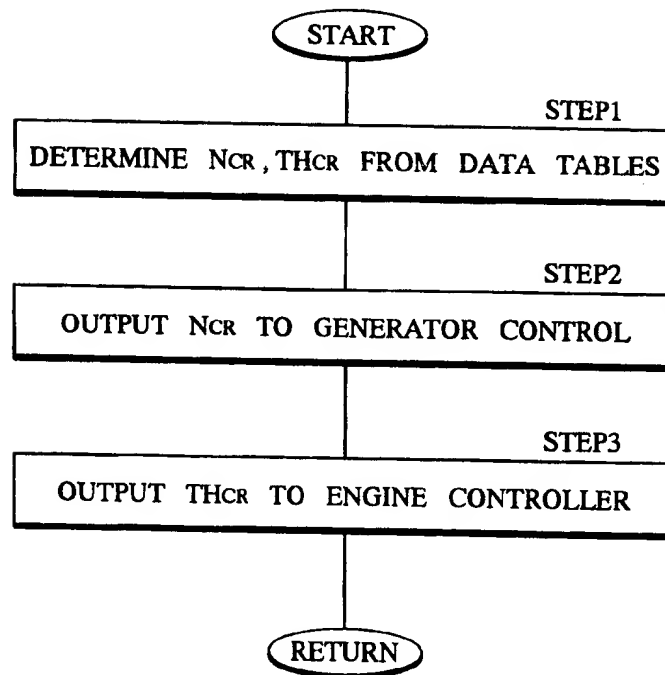 START
STEP1
DETERMINE NCR, THCR FROM DATA TABLES
STEP2
OUTPUT NCR TO GENERATOR CONTROL
STEP3
OUTPUT THCR TO ENGINE CONTROLLER
RETURN